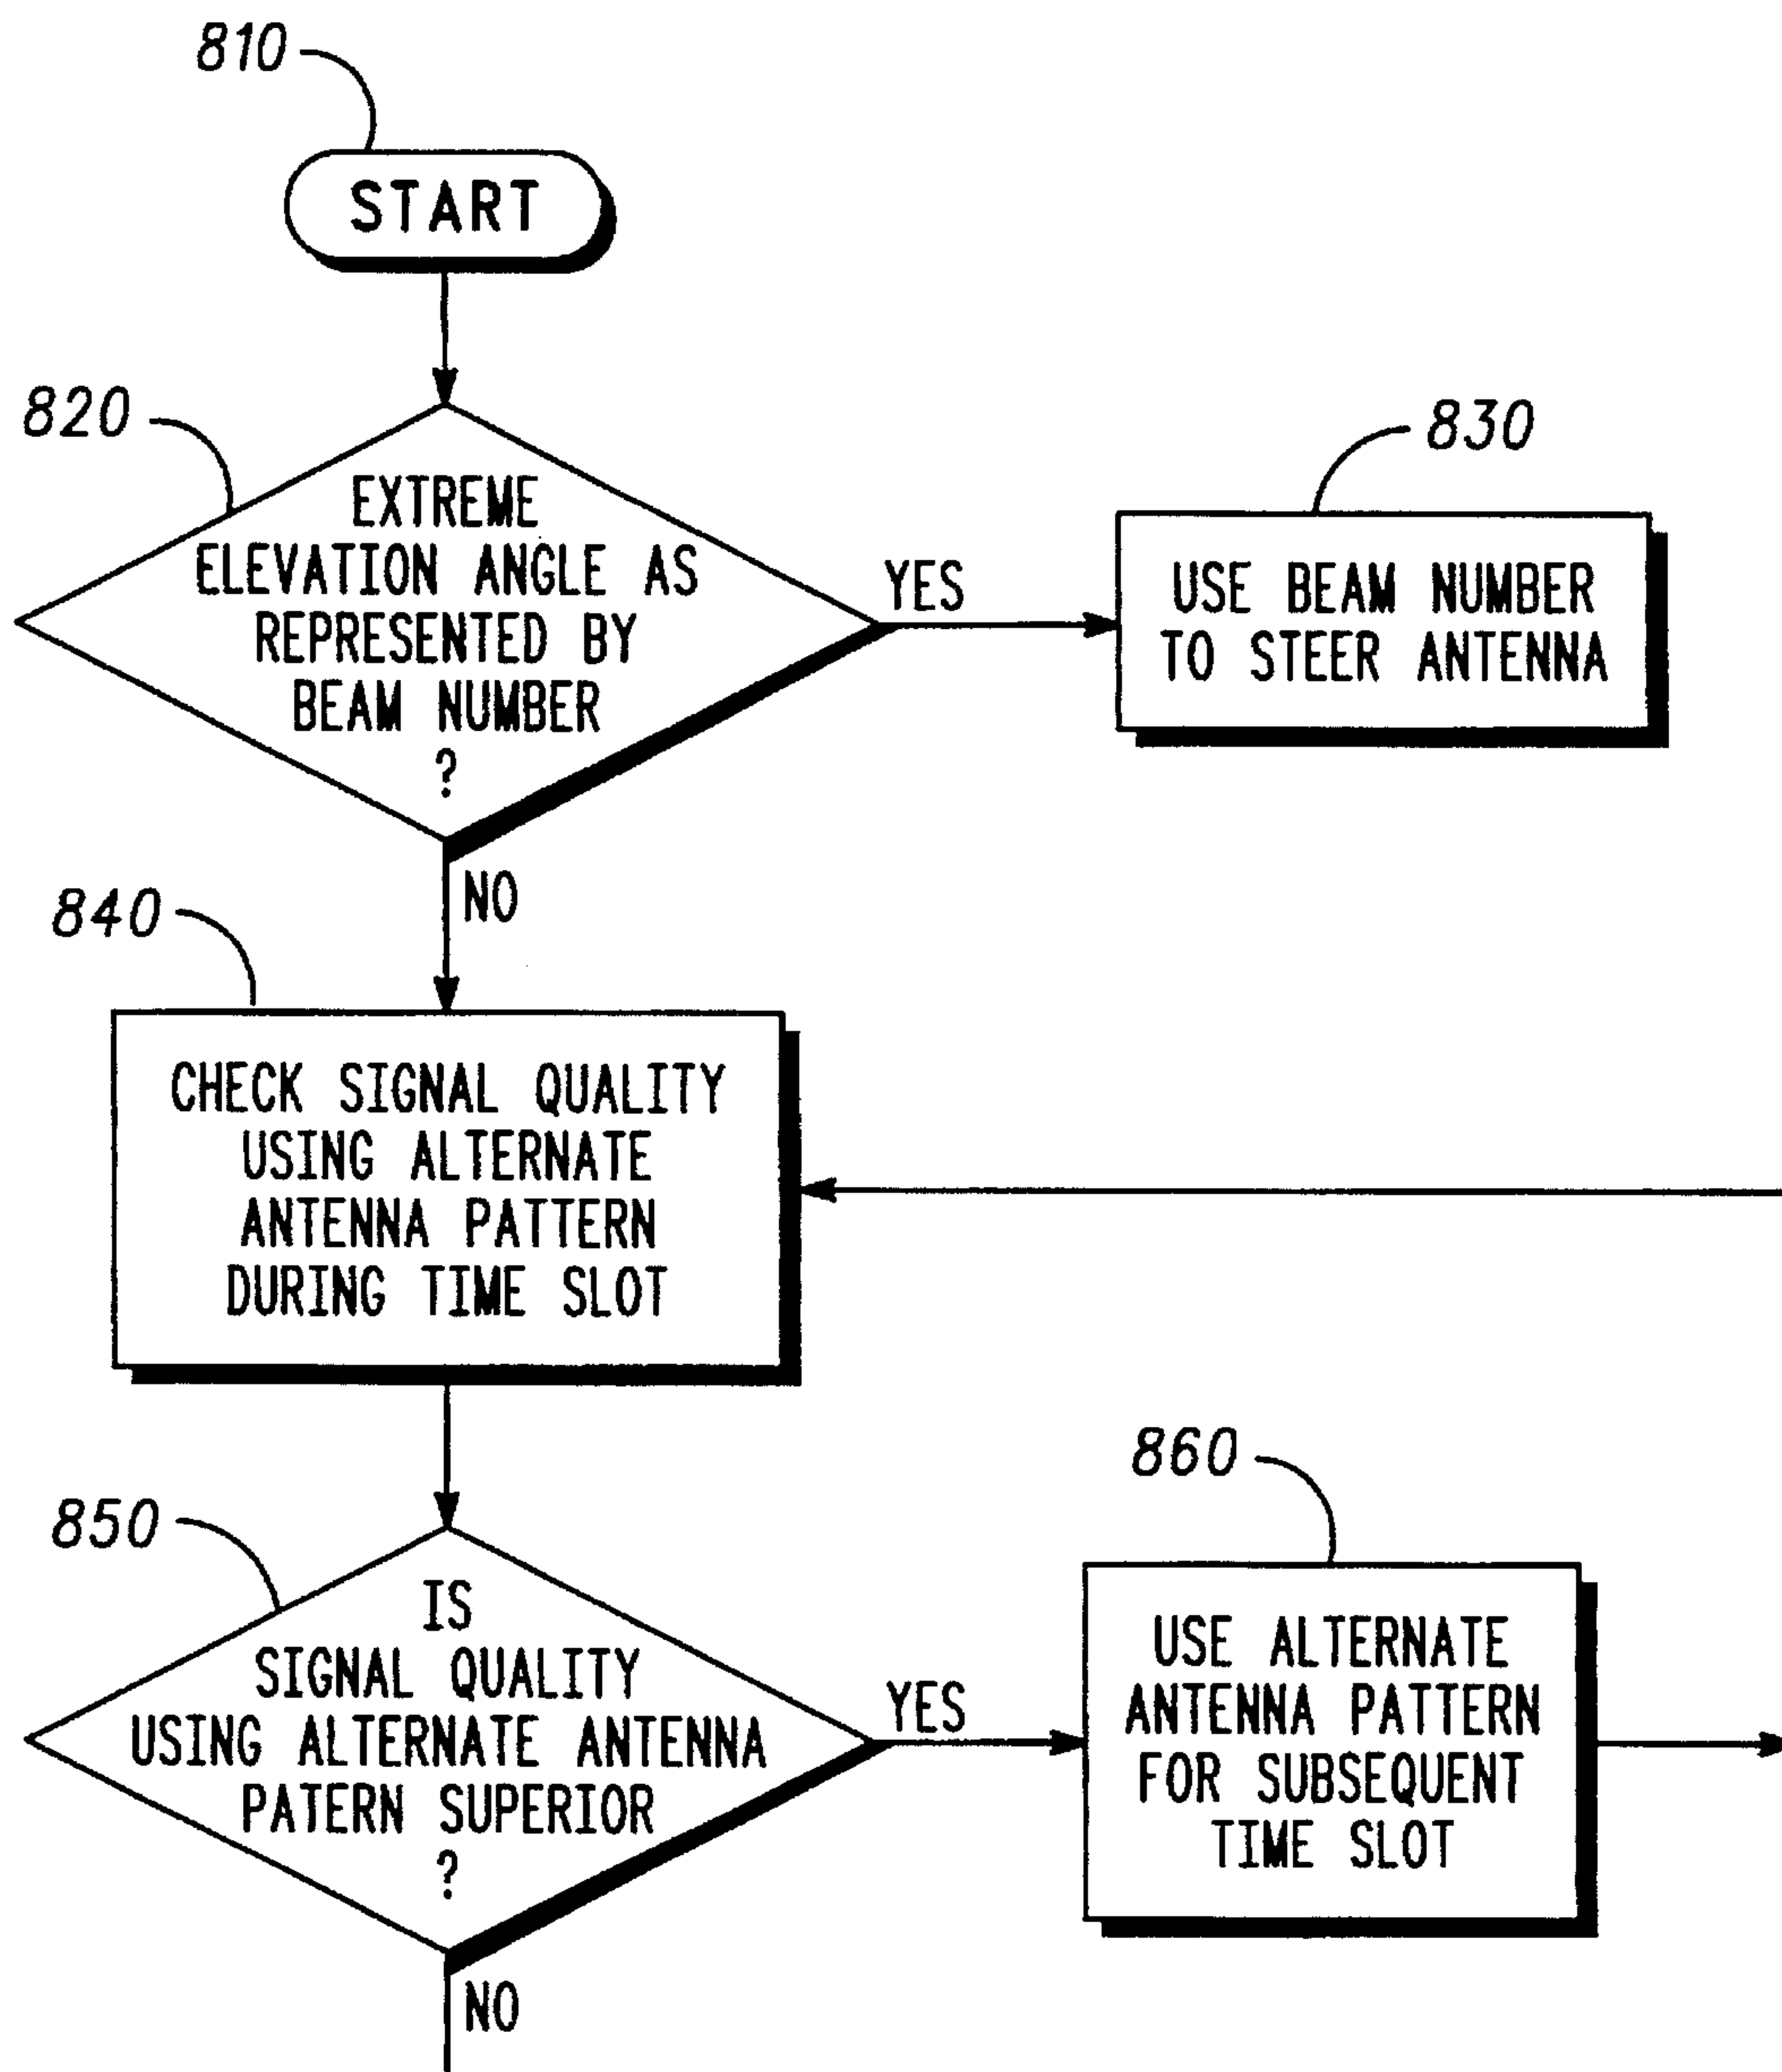 810
START
820
EXTREME
ELEVATION ANGLE AS
REPRESENTED BY
BEAM NUMBER
?
YES
830
USE BEAM NUMBER
TO STEER ANTENNA
NO
840
CHECK SIGNAL QUALITY
USING ALTERNATE
ANTENNA PATTERN
DURING TIME SLOT
850
IS
SIGNAL QUALITY
USING ALTERNATE ANTENNA
PATERN SUPERIOR
?
YES
860
USE ALTERNATE
ANTENNA PATTERN
FOR SUBSEQUENT
TIME SLOT
NO